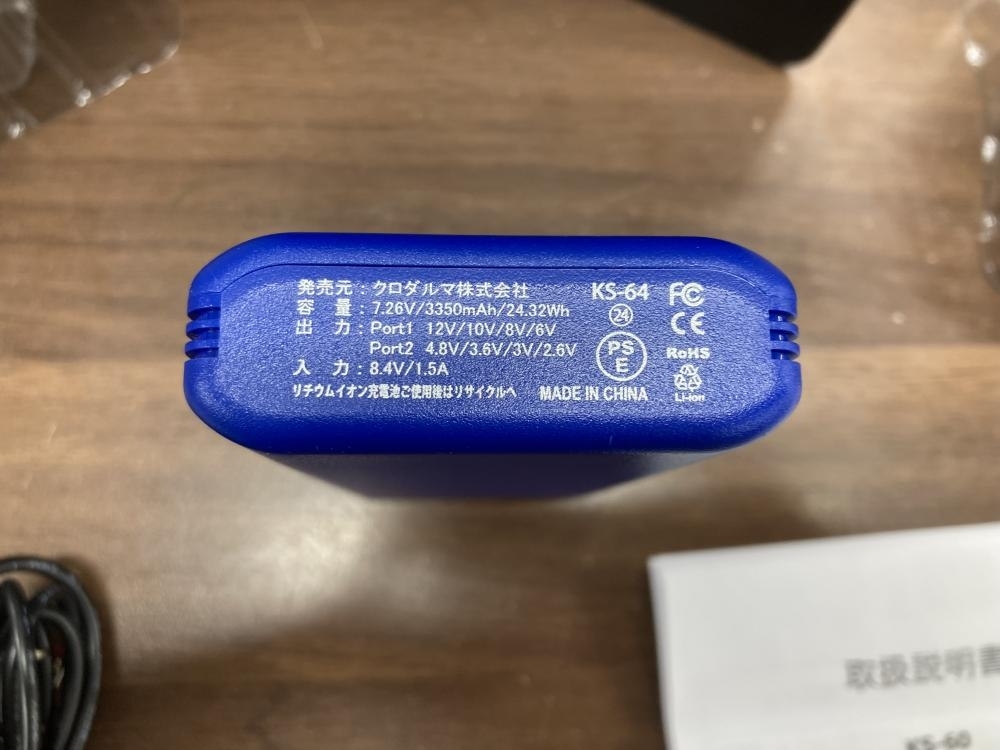 発売元：クロダルマ株式会社 KS-64 FC
容　量：7.26V/3350mAh/24.32Wh ㉔ CE
出　力：Port1 12V/10V/8V/6V
Port2 4.8V/3.6V/3V/2.6V PS E RoHS
入　力：8.4V/1.5A
リチウムイオン充電池ご使用後はリサイクルへ MADE IN CHINA Li-ion
取扱説明書
KS-60